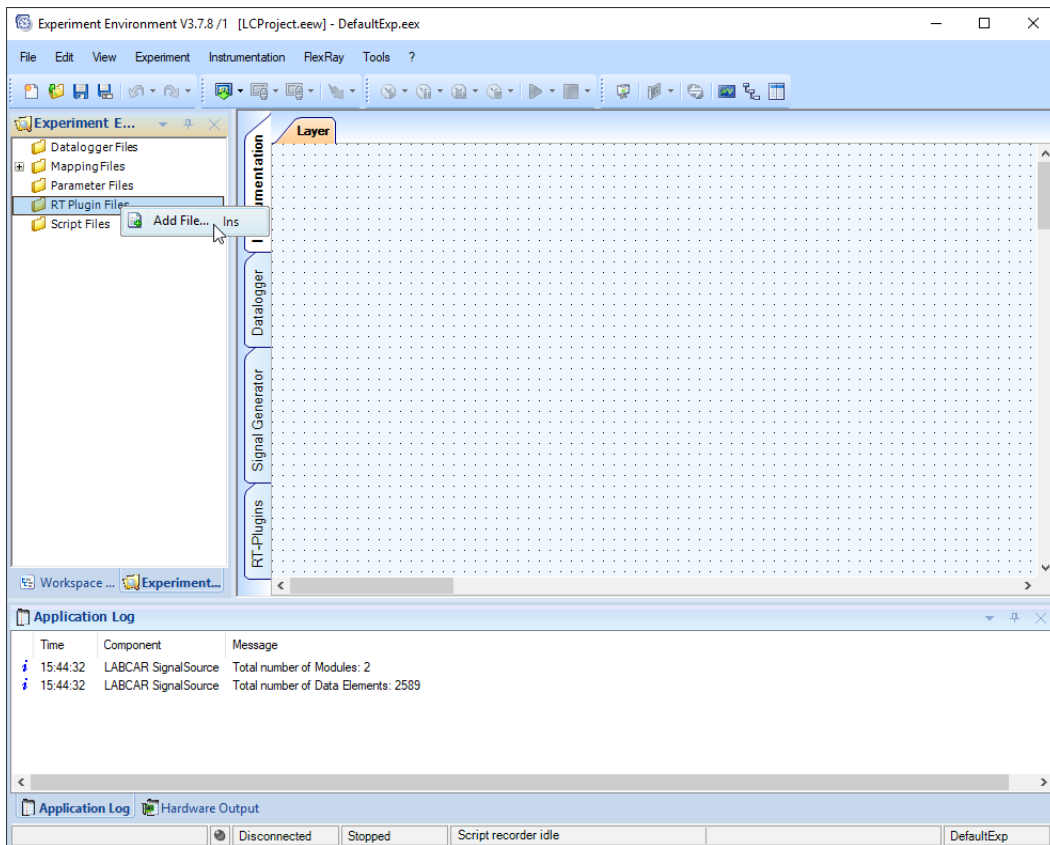 Experiment Environment V3.7.8 /1 [LCProject.eew] - DefaultExp.eex
File Edit View Experiment Instrumentation FlexRay Tools ?
Experiment E...
Datalogger Files
Mapping Files
Parameter Files
RT Plugin Files
Add File... Ins
Script Files
Layer
Datalogger
Signal Generator
RT-Plugins
Workspace ... Experiment...
Application Log
Time Component Message
15:44:32 LABCAR SignalSource Total number of Modules: 2
15:44:32 LABCAR SignalSource Total number of Data Elements: 2589
Application Log Hardware Output
Disconnected Stopped Script recorder idle DefaultExp